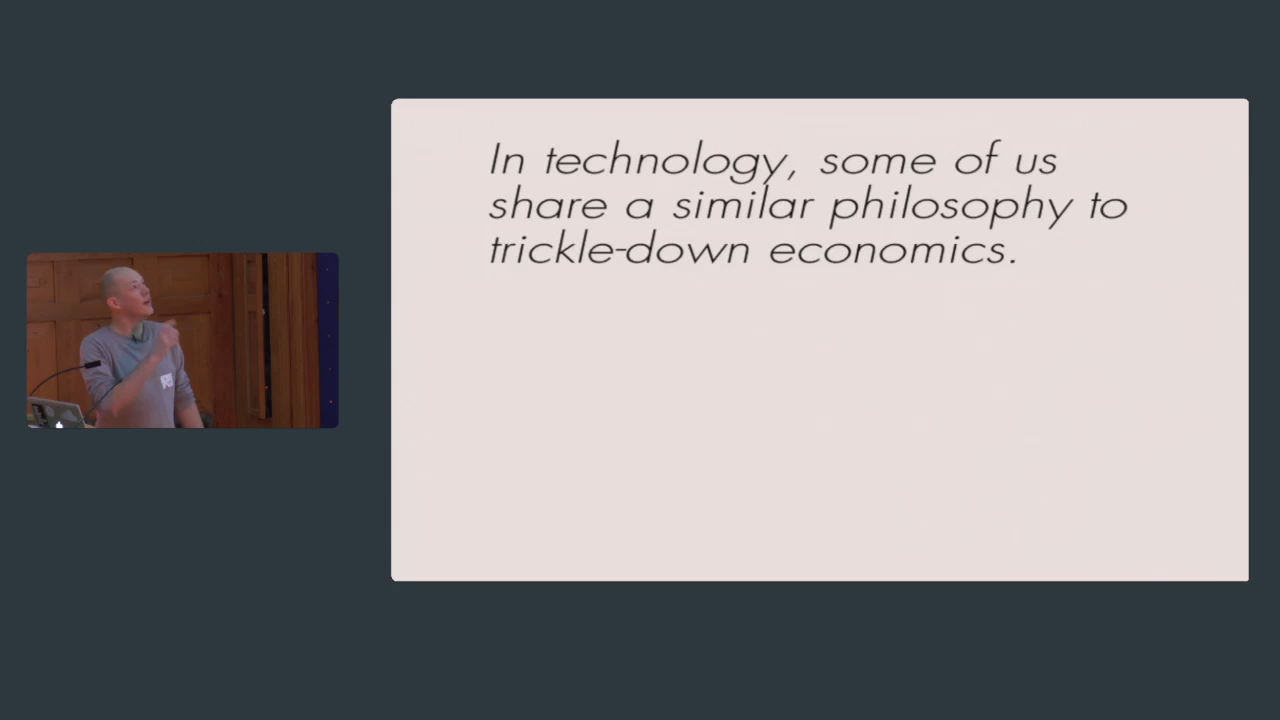 In technology, some of us
share a similar philosophy to
trickle-down economics.